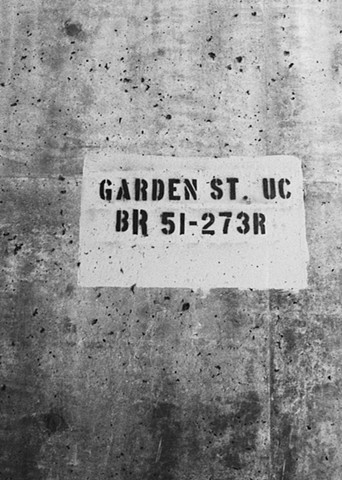 GARDEN ST. UC
BR 51-273R